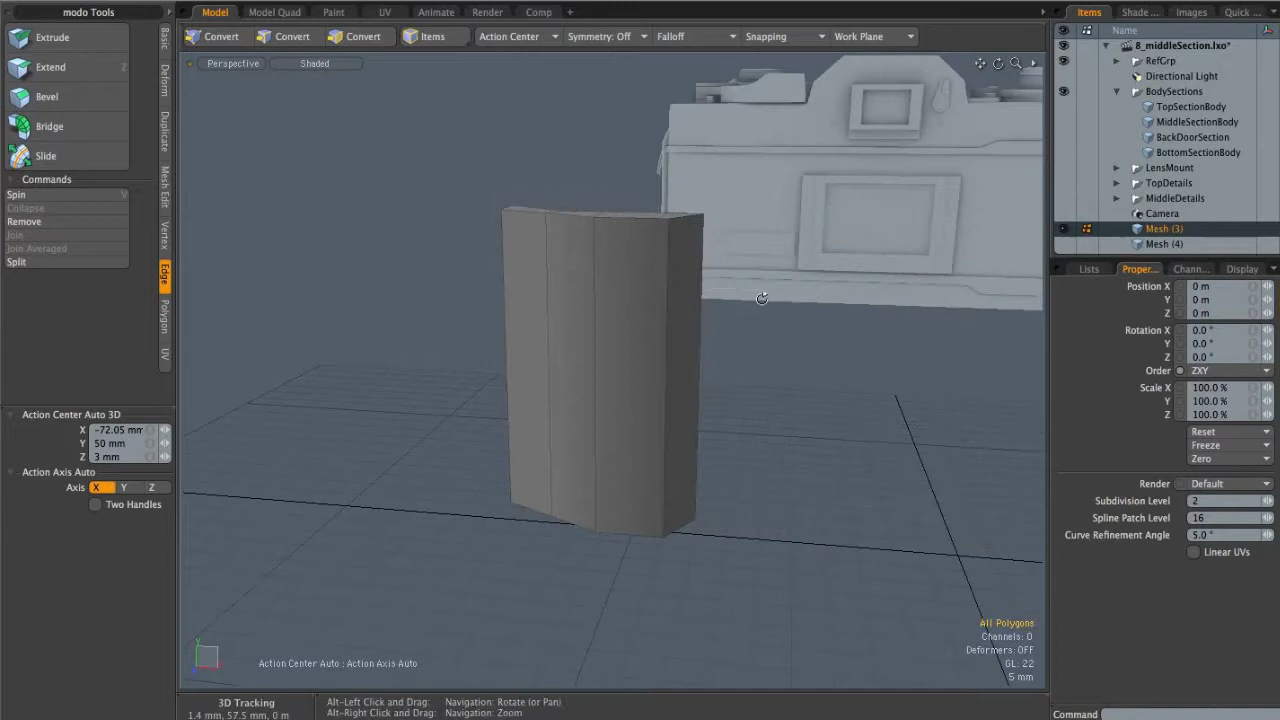 modo Tools
Model
Model Quad
Paint
UV
Animate
Render
Comp
+
Items
Shade ...
Images
Quick ...
Extrude
Extend Z
Bevel
Bridge
Slide
Commands
Spin V
Collapse
Remove
Join
Join Averaged
Split
Basic
Deform
Duplicate
Mesh Edit
Vertex
Edge
Polygon
UV
Convert
Convert
Convert
Items
Action Center
Symmetry: Off
Falloff
Snapping
Work Plane
Perspective
Shaded
Name
8_middleSection.lxo*
RefGrp
Directional Light
BodySections
TopSectionBody
MiddleSectionBody
BackDoorSection
BottomSectionBody
LensMount
TopDetails
MiddleDetails
Camera
Mesh (3)
Mesh (4)
Lists
Proper...
Chann...
Display
Position X 0 m
Y 0 m
Z 0 m
Rotation X 0.0 °
Y 0.0 °
Z 0.0 °
Order ZXY
Scale X 100.0 %
Y 100.0 %
Z 100.0 %
Reset
Freeze
Zero
Render Default
Subdivision Level 2
Spline Patch Level 16
Curve Refinement Angle 5.0 °
Linear UVs
Action Center Auto 3D
X -72.05 mm
Y 50 mm
Z 3 mm
Action Axis Auto
Axis X Y Z
Two Handles
All Polygons
Channels: 0
Deformers: OFF
GL: 22
5 mm
Action Center Auto : Action Axis Auto
3D Tracking
1.4 mm, 57.5 mm, 0 m
Alt-Left Click and Drag: Navigation: Rotate (or Pan)
Alt-Right Click and Drag: Navigation: Zoom
Command